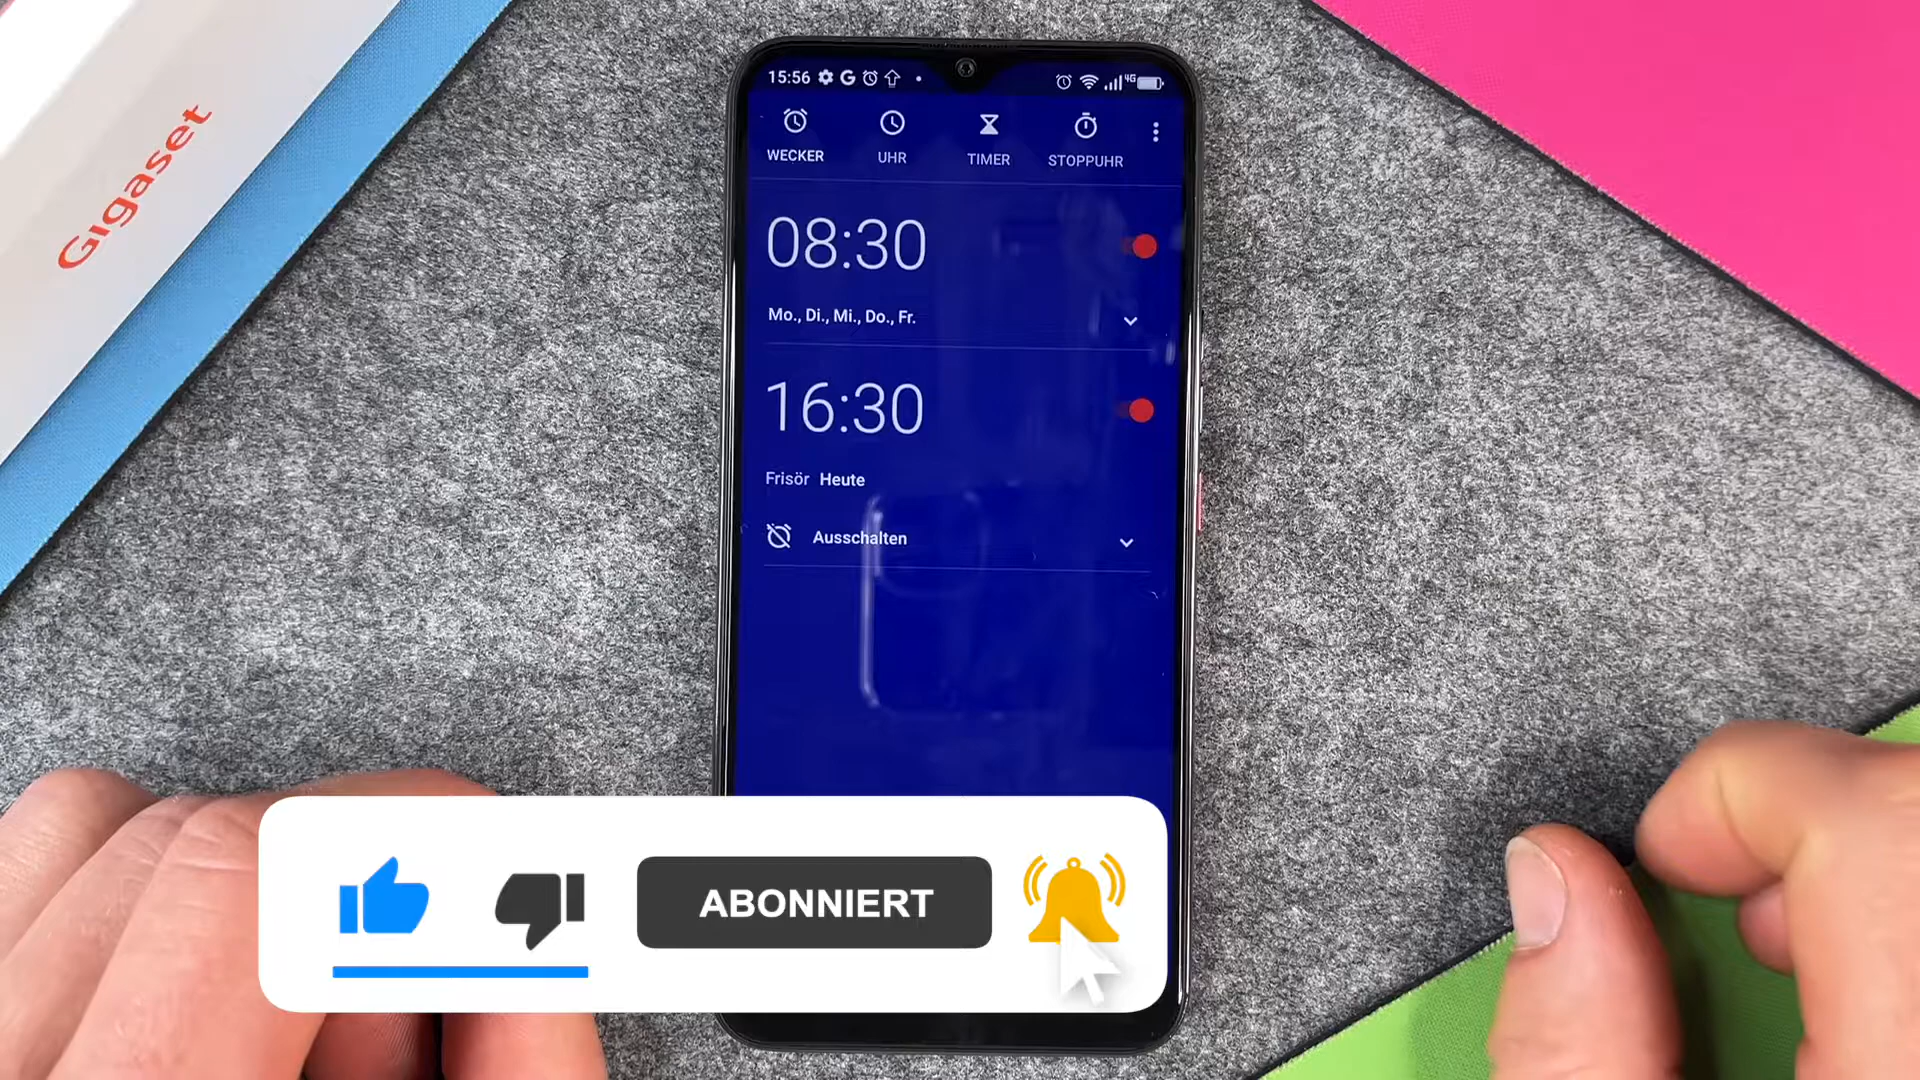 Gigaset
15:56
4G
WECKER
UHR
TIMER
STOPPUHR
08:30
Mo., Di., Mi., Do., Fr.
16:30
Frisör Heute
Ausschalten
ABONNIERT